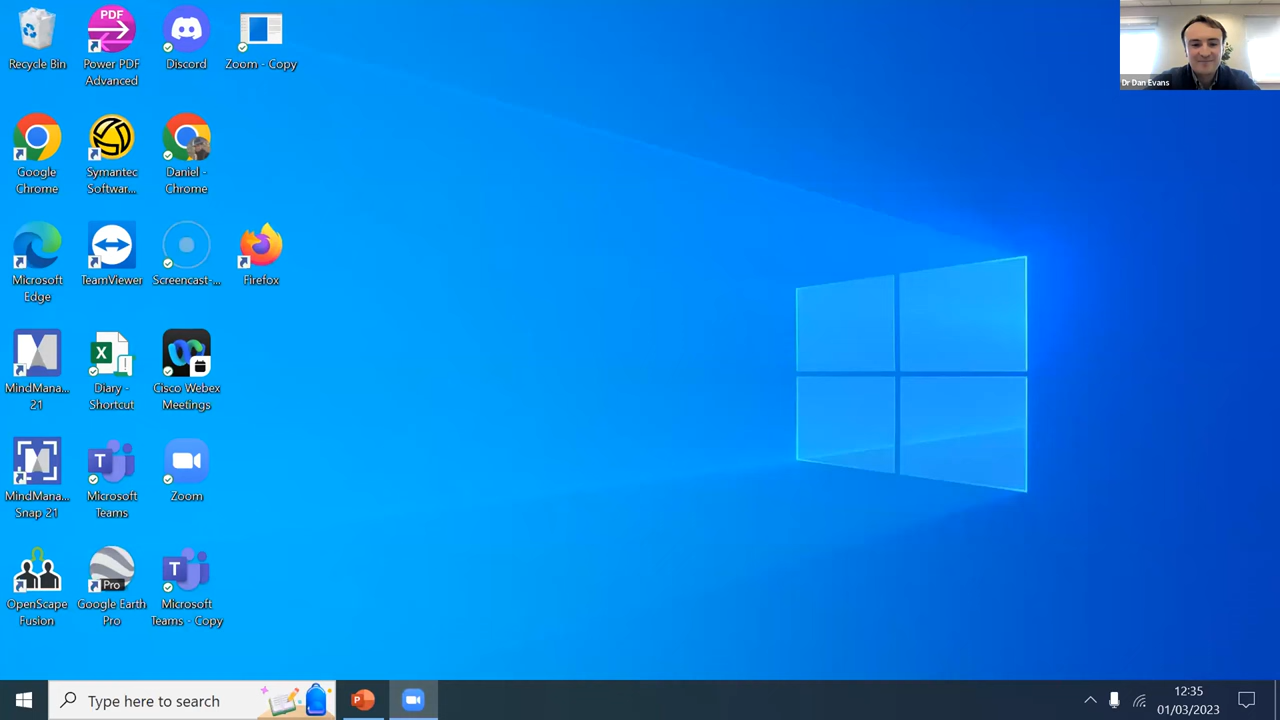 Recycle Bin
PDF
Power PDF
Advanced
Discord
Zoom - Copy
Dr Dan Evans
Google
Chrome
Symantec
Softwar...
Daniel -
Chrome
Microsoft
Edge
TeamViewer
Screencast-...
Firefox
MindMana...
21
X
Diary -
Shortcut
Cisco Webex
Meetings
MindMana...
Snap 21
T
Microsoft
Teams
Zoom
OpenScape
Fusion
Pro
Google Earth
Pro
T
Microsoft
Teams - Copy
Type here to search
P
12:35
01/03/2023